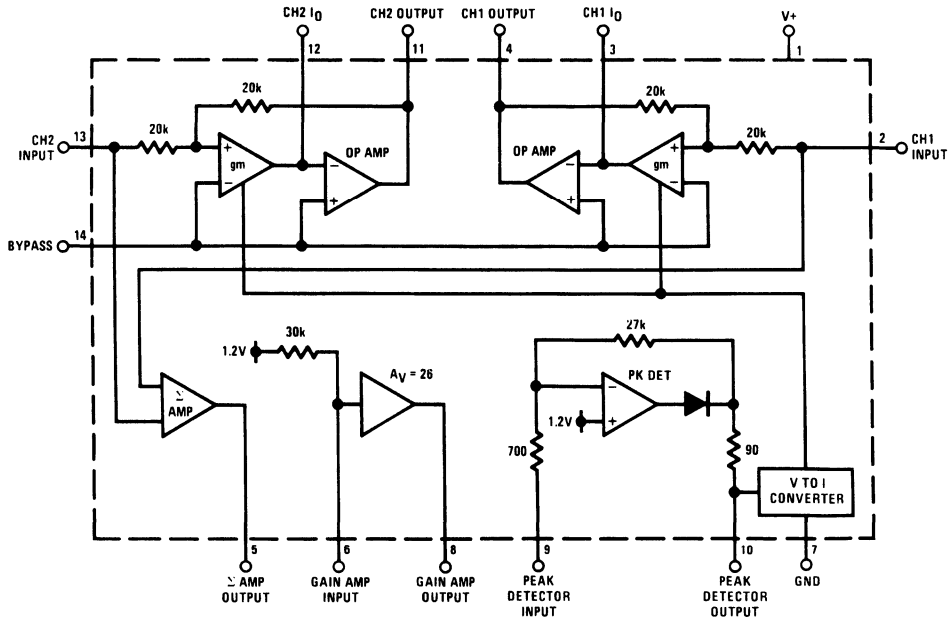 CH2 IO
CH2 OUTPUT
CH1 OUTPUT
CH1 IO
V+
12
11
4
3
1
20k
20k
CH2
INPUT
13
20k
+
gm
−
−
+
OP AMP
OP AMP
−
+
+
gm
−
20k
2
CH1
INPUT
BYPASS
14
1.2V
30k
27k
Σ
AMP
AV = 26
PK DET
−
+
1.2V
700
90
V TO I
CONVERTER
5
6
8
9
10
7
Σ AMP
OUTPUT
GAIN AMP
INPUT
GAIN AMP
OUTPUT
PEAK
DETECTOR
INPUT
PEAK
DETECTOR
OUTPUT
GND